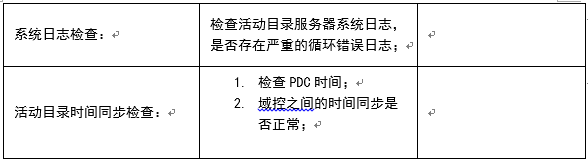 系统日志检查：
检查活动目录服务器系统日志，
是否存在严重的循环错误日志；
活动目录时间同步检查：
1. 检查 PDC 时间；
2. 域控之间的时间同步是
否正常；